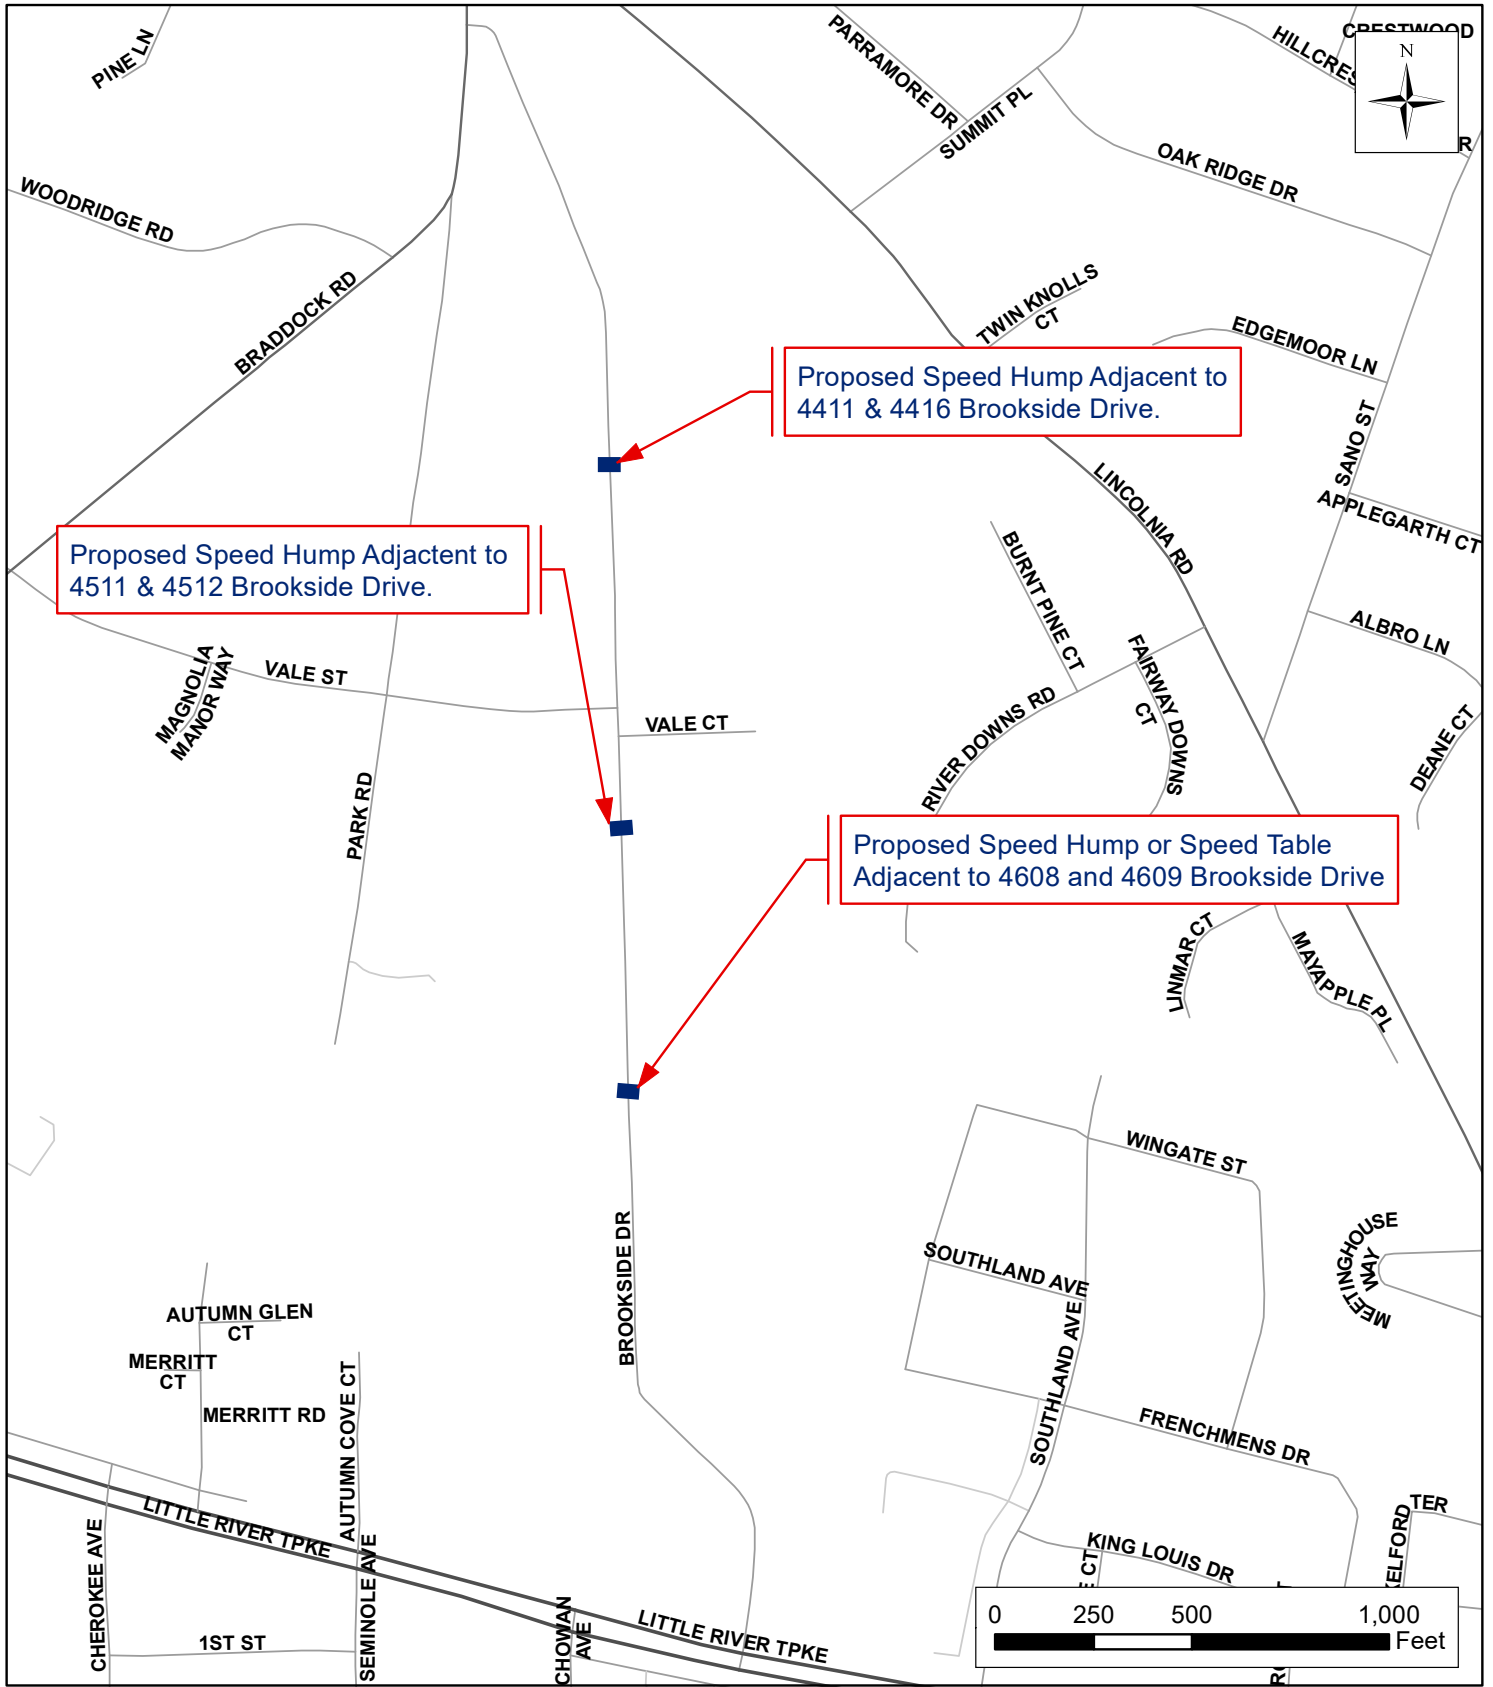 PINE LN
PARRAMORE DR
SUMMIT PL
HILLCRES
CRESTWOOD
N
R
OAK RIDGE DR
WOODRIDGE RD
BRADDOCK RD
TWIN KNOLLS
CT
EDGEMOOR LN
Proposed Speed Hump Adjacent to
4411 & 4416 Brookside Drive.
SANO ST
LINCOLNIA RD
APPLEGARTH CT
Proposed Speed Hump Adjactent to
4511 & 4512 Brookside Drive.
BURNT PINE CT
ALBRO LN
MAGNOLIA
MANOR WAY
VALE ST
VALE CT
FAIRWAY DOWNS
CT
RIVER DOWNS RD
DEANE CT
PARK RD
Proposed Speed Hump or Speed Table
Adjacent to 4608 and 4609 Brookside Drive
LINMAR CT
MAYAPPLE PL
WINGATE ST
BROOKSIDE DR
SOUTHLAND AVE
MEETINGHOUSE
WAY
AUTUMN GLEN
CT
MERRITT
CT
MERRITT RD
AUTUMN COVE CT
SOUTHLAND AVE
FRENCHMENS DR
LITTLE RIVER TPKE
CHEROKEE AVE
SEMINOLE AVE
1ST ST
CHOWAN
AVE
LITTLE RIVER TPKE
KING LOUIS DR
E CT
KELFORD
TER
0 250 500 1,000
Feet